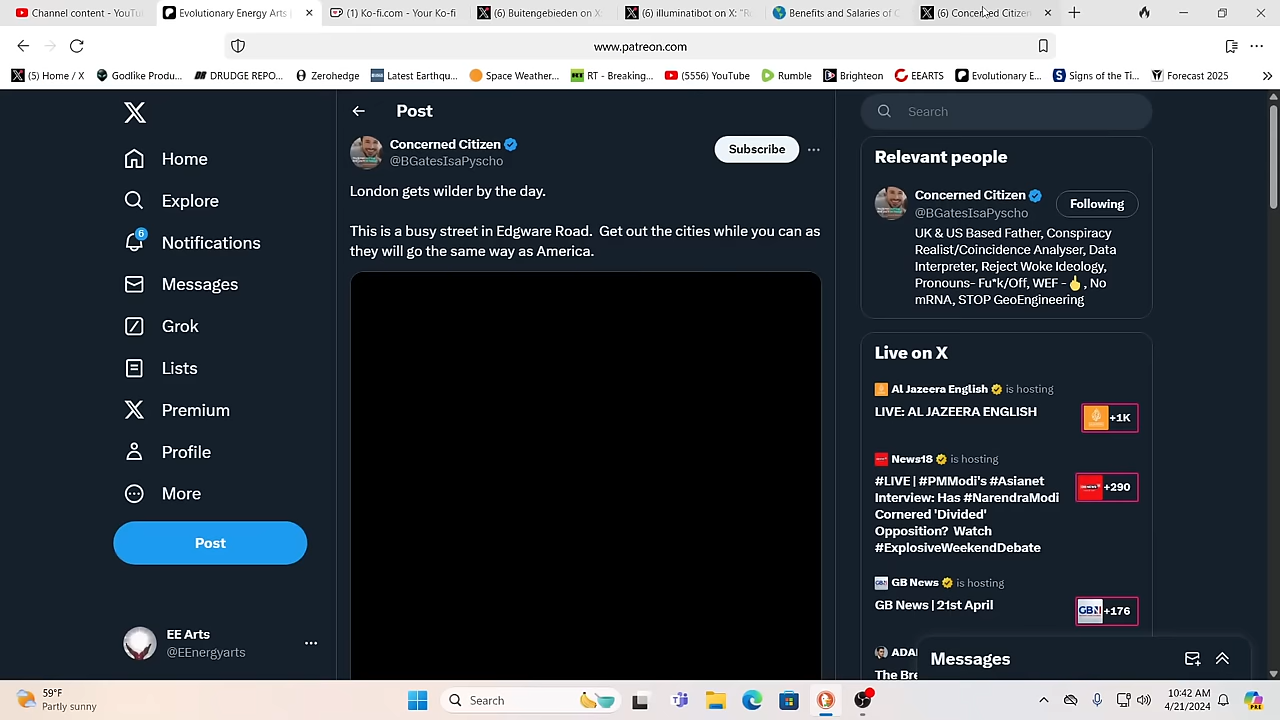 Channel content - YouTu
Evolutionary Energy Arts |
(1) Ko-fi.com - Your Ko-
(6) Buitengebieden on X
(6) illuminatibot on X: "R
Benefits and Safety of C
(6) Concerned Citizen
www.patreon.com
(5) Home / X
Godlike Produ...
DRUDGE REPO...
Zerohedge
Latest Earthqu...
Space Weather...
RT - Breaking...
(5556) YouTube
Rumble
Brighteon
EEARTS
Evolutionary E...
Signs of the Ti...
Forecast 2025
Home
Explore
6
Notifications
Messages
Grok
Lists
Premium
Profile
More
Post
EE Arts
@EEnergyarts
Post
Concerned Citizen
@BGatesIsaPyscho
Subscribe
London gets wilder by the day.
This is a busy street in Edgware Road. Get out the cities while you can as
they will go the same way as America.
Search
Relevant people
Concerned Citizen
@BGatesIsaPyscho
Following
UK & US Based Father, Conspiracy
Realist/Coincidence Analyser, Data
Interpreter, Reject Woke Ideology,
Pronouns- Fu*k/Off, WEF -🖕, No
mRNA, STOP GeoEngineering
Live on X
Al Jazeera English is hosting
LIVE: AL JAZEERA ENGLISH
+1K
News18 is hosting
#LIVE | #PMModi's #Asianet
Interview: Has #NarendraModi
Cornered 'Divided'
Opposition? Watch
#ExplosiveWeekendDebate
+290
GB News is hosting
GB News | 21st April
GBN
+176
ADA
The Bre
Messages
59°F
Partly sunny
Search
10:42 AM
4/21/2024